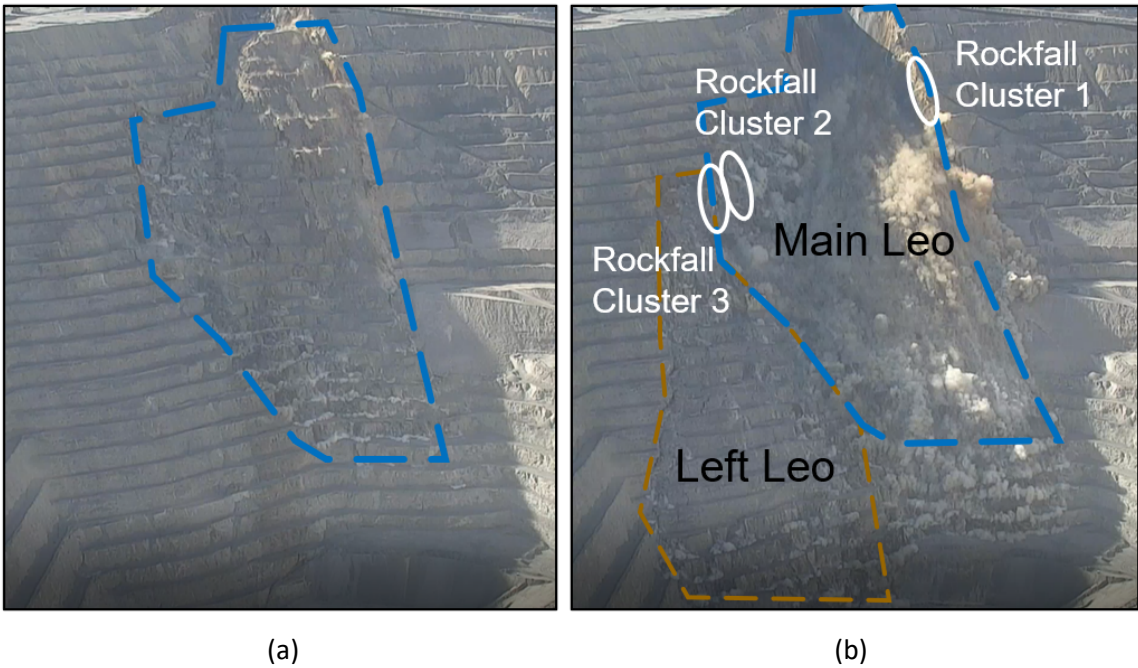 Rockfall
Cluster 1
Rockfall
Cluster 2
Main Leo
Rockfall
Cluster 3
Left Leo
(a)
(b)